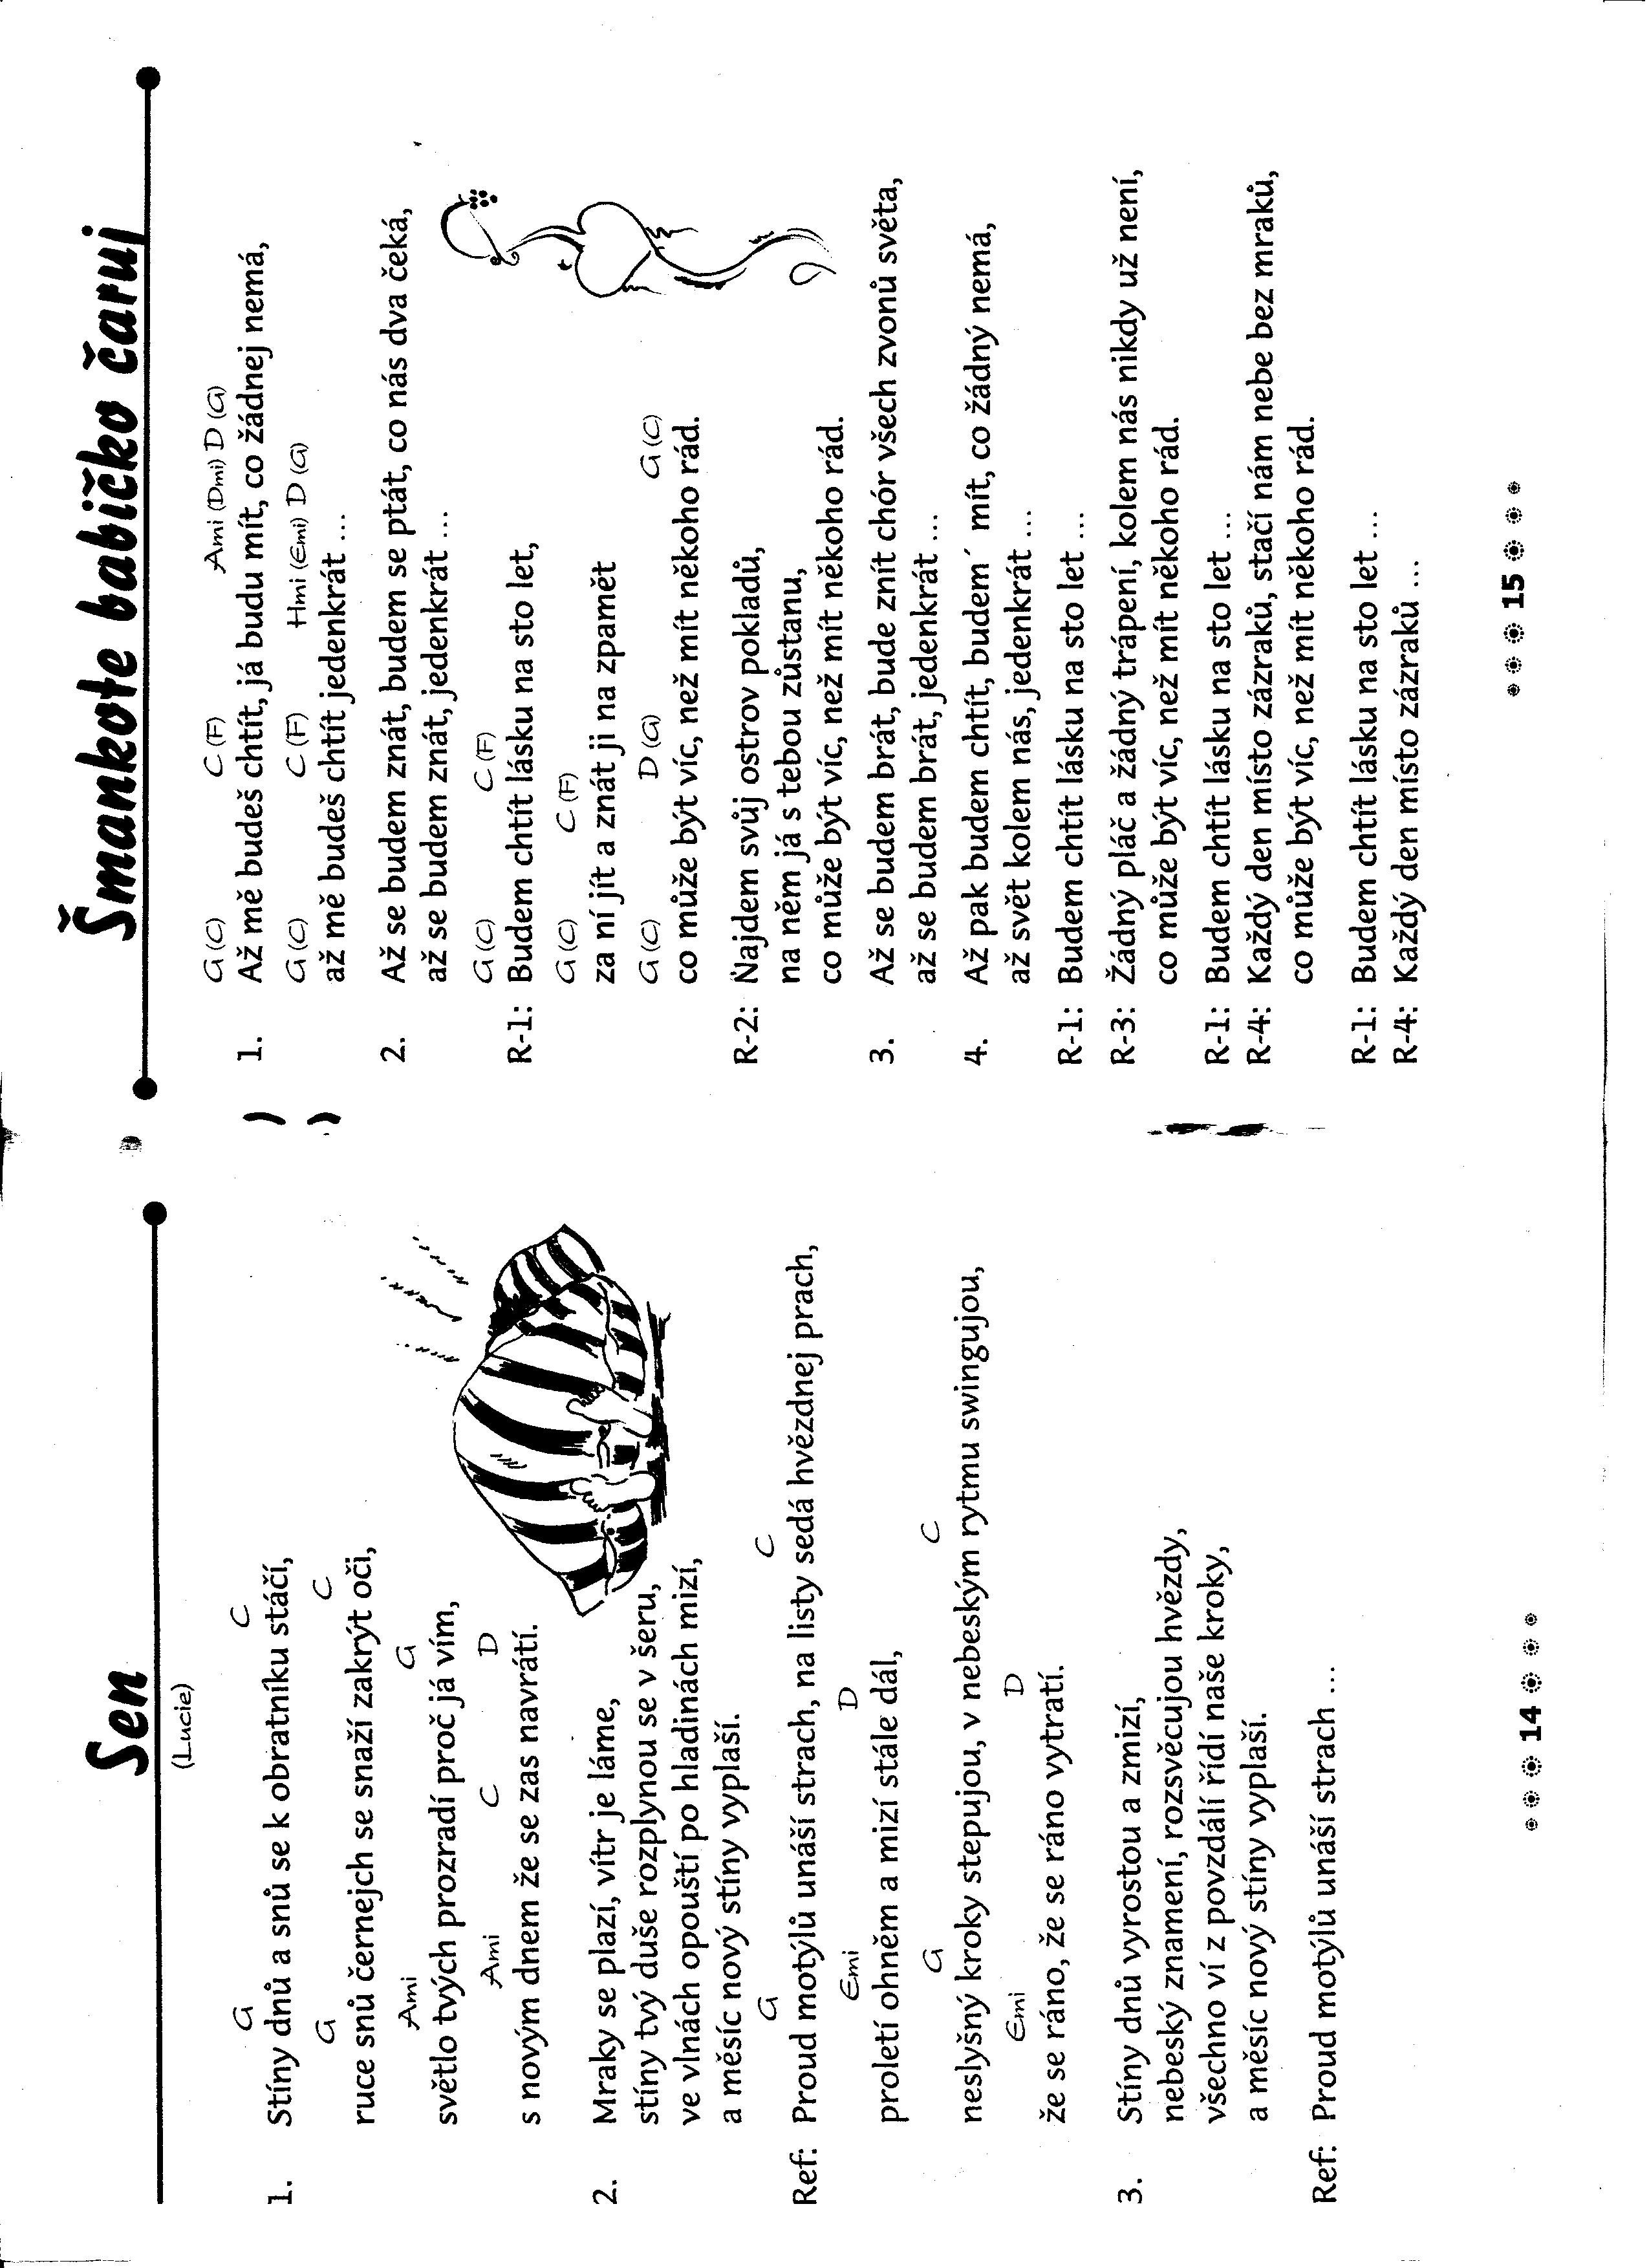 Sen
(Lucie)
G C
1. Stíny dnů a snů se k obratníku stáčí,
G C
ruce snů černejch se snaží zakrýt oči,
Ami G
světlo tvých prozradí proč já vím,
Ami C D
s novým dnem že se zas navrátí.
2. Mraky se plazí, vítr je láme,
stíny tvý duše rozplynou se v šeru,
ve vlnách opouští po hladinách mizí,
a měsíc nový stíny vyplaší.
G C
Ref: Proud motýlů unáší strach, na listy sedá hvězdnej prach,
Emi D
proletí ohněm a mizí stále dál,
G C
neslyšný kroky stepujou, v nebeským rytmu swingujou,
Emi D
že se ráno, že se ráno vytratí.
3. Stíny dnů vyrostou a zmizí,
nebeský znamení, rozsvěcujou hvězdy,
všechno ví z povzdálí řídí naše kroky,
a měsíc nový stíny vyplaší.
Ref: Proud motýlů unáší strach ...
14
Šmankote babičko čaruj
G (C) C (F) Ami (Dmi) D (G)
1. Až mě budeš chtít, já budu mít, co žádnej nemá,
G (C) C (F) Hmi (Emi) D (G)
až mě budeš chtít jedenkrát ...
2. Až se budem znát, budem se ptát, co nás dva čeká,
až se budem znát, jedenkrát ...
G (C) C (F)
R-1: Budem chtít lásku na sto let,
G (C) C (F)
za ní jít a znát ji na zpamět
G (C) D (G) G (C)
co může být víc, než mít někoho rád.
R-2: Najdem svůj ostrov pokladů,
na něm já s tebou zůstanu,
co může být víc, než mít někoho rád.
3. Až se budem brát, bude znít chór všech zvonů světa,
až se budem brát, jedenkrát ...
4. Až pak budem chtít, budem´ mít, co žádný nemá,
až svět kolem nás, jedenkrát ...
R-1: Budem chtít lásku na sto let ...
R-3: Žádný pláč a žádný trápení, kolem nás nikdy už není,
co může být víc, než mít někoho rád.
R-1: Budem chtít lásku na sto let ...
R-4: Každý den místo zázraků, stačí nám nebe bez mraků,
co může být víc, než mít někoho rád.
R-1: Budem chtít lásku na sto let ...
R-4: Každý den místo zázraků ...
15